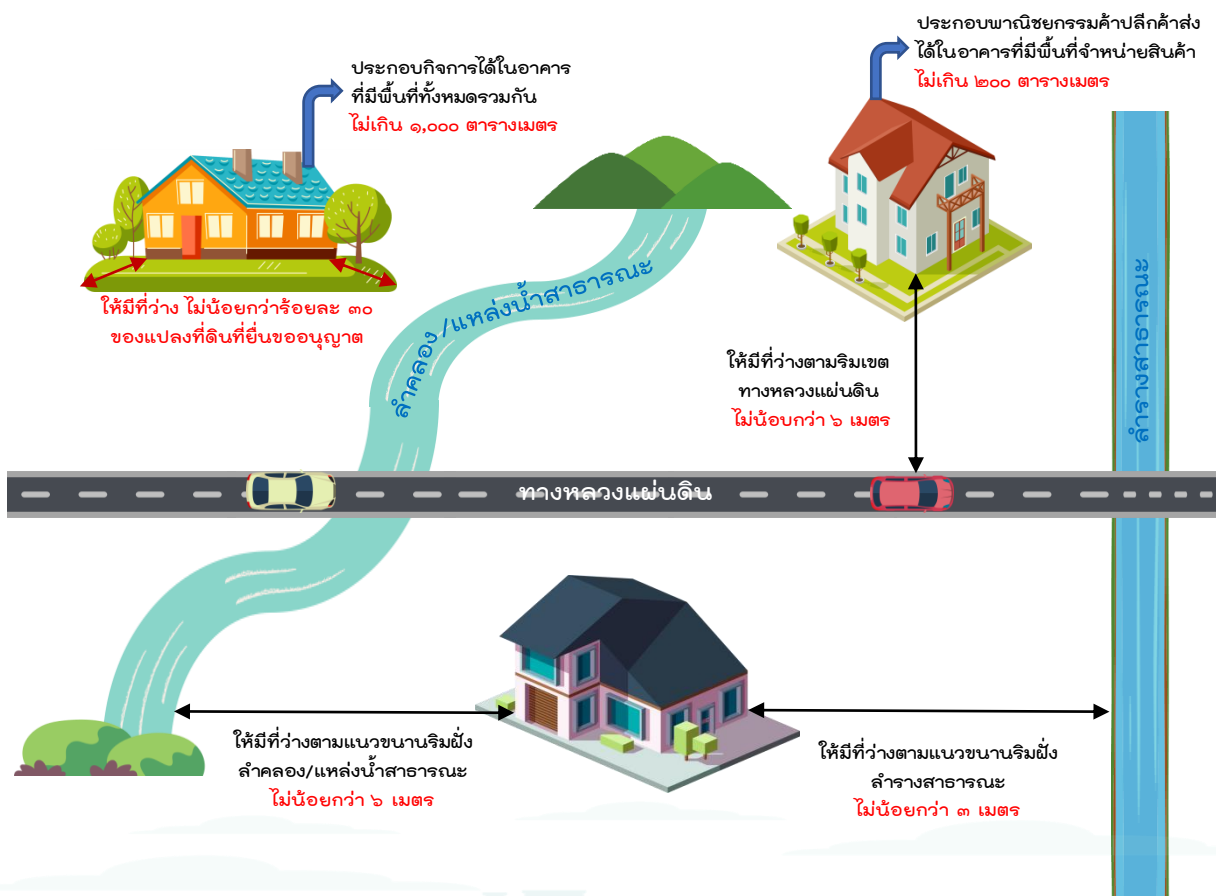 ประกอบพาณิชยกรรมค้าปลีกค้าส่ง
ได้ในอาคารที่มีพื้นที่จำหน่ายสินค้า
ไม่เกิน ๒๐๐ ตารางเมตร
ประกอบกิจการได้ในอาคาร
ที่มีพื้นที่ทั้งหมดรวมกัน
ไม่เกิน ๑,๐๐๐ ตารางเมตร
ให้มีที่ว่าง ไม่น้อยกว่าร้อยละ ๓๐
ของแปลงที่ดินที่ยื่นขออนุญาต
ลำคลอง/แหล่งน้ำสาธารณะ
ลำรางสาธารณะ
ให้มีที่ว่างตามริมเขต
ทางหลวงแผ่นดิน
ไม่น้อบกว่า ๖ เมตร
ทางหลวงแผ่นดิน
ให้มีที่ว่างตามแนวขนานริมฝั่ง
ลำคลอง/แหล่งน้ำสาธารณะ
ไม่น้อยกว่า ๖ เมตร
ให้มีที่ว่างตามแนวขนานริมฝั่ง
ลำรางสาธารณะ
ไม่น้อยกว่า ๓ เมตร